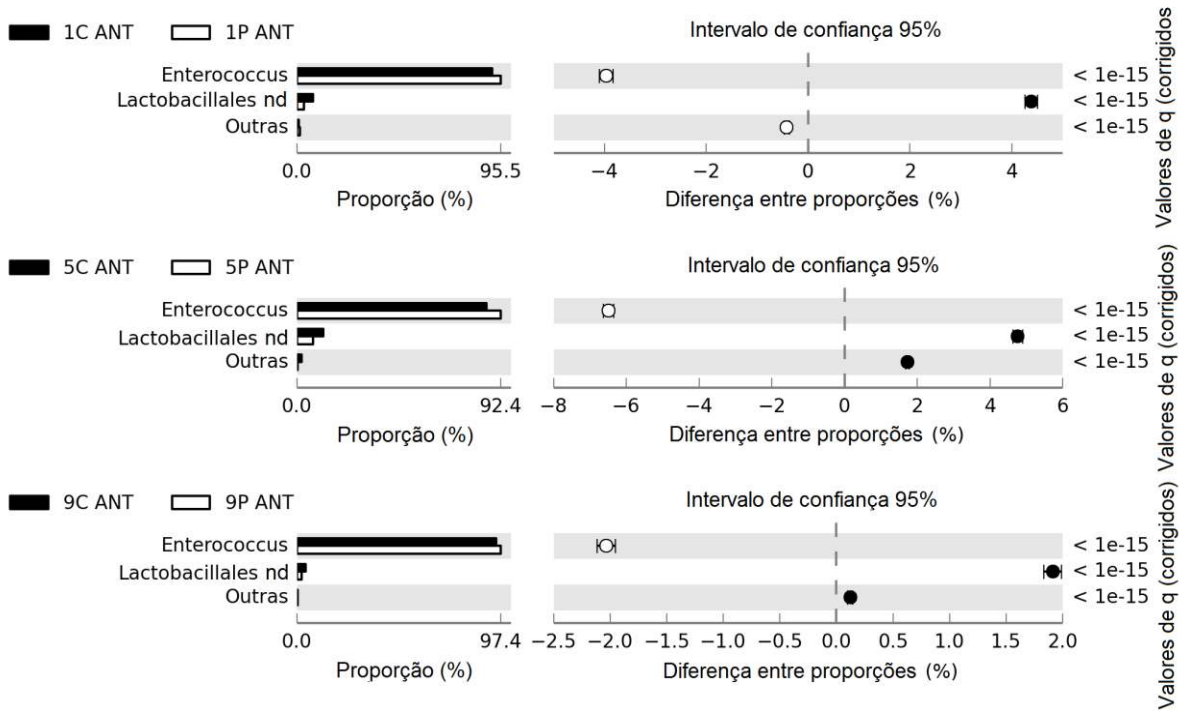 1C ANT 1P ANT Intervalo de confiança 95%
Enterococcus < 1e-15
Lactobacillales nd < 1e-15
Outras < 1e-15
0.0 95.5 −4 −2 0 2 4
Proporção (%) Diferença entre proporções (%)
Valores de q (corrigidos
5C ANT 5P ANT Intervalo de confiança 95%
Enterococcus < 1e-15
Lactobacillales nd < 1e-15
Outras < 1e-15
0.0 92.4 −8 −6 −4 −2 0 2 4 6
Proporção (%) Diferença entre proporções (%)
Valores de q (corrigidos)
9C ANT 9P ANT Intervalo de confiança 95%
Enterococcus < 1e-15
Lactobacillales nd < 1e-15
Outras < 1e-15
0.0 97.4 −2.5 −2.0 −1.5 −1.0 −0.5 0.0 0.5 1.0 1.5 2.0
Proporção (%) Diferença entre proporções (%)
Valores de q (corrigidos)